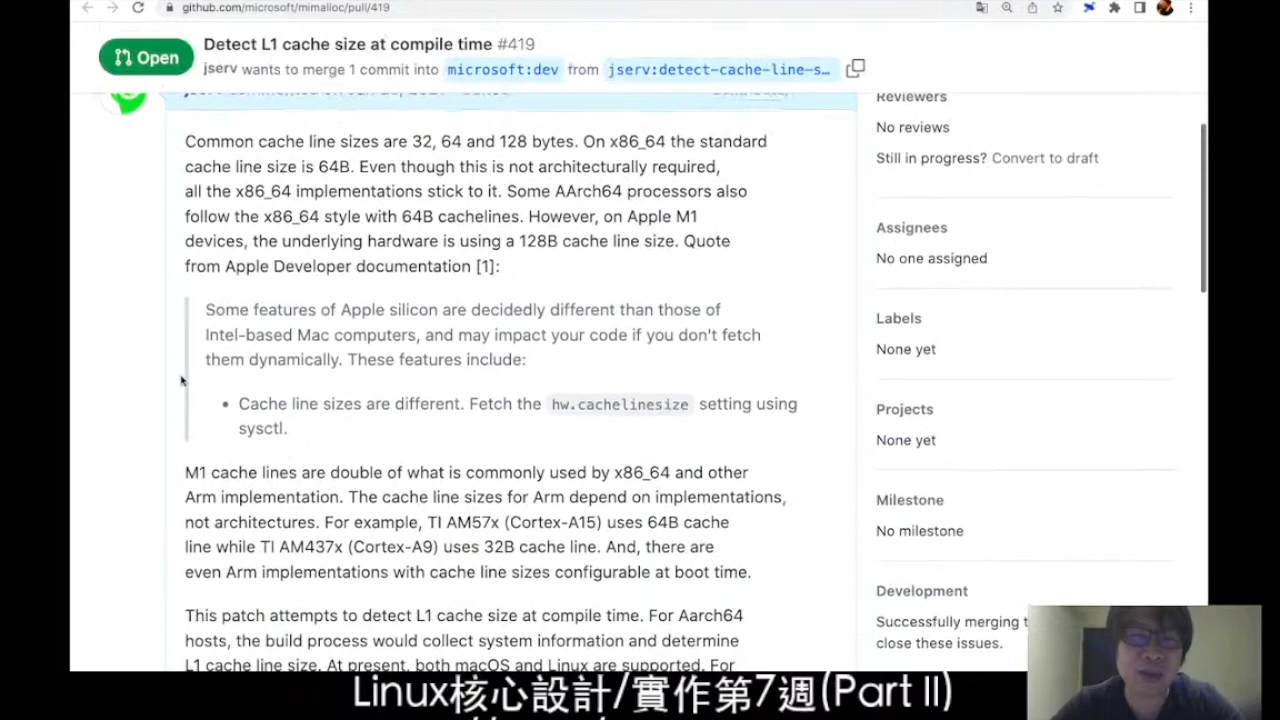 github.com/microsoft/mimalloc/pull/419
Open
Detect L1 cache size at compile time #419
jserv wants to merge 1 commit into microsoft:dev from jserv:detect-cache-line-s…
Common cache line sizes are 32, 64 and 128 bytes. On x86_64 the standard
cache line size is 64B. Even though this is not architecturally required,
all the x86_64 implementations stick to it. Some AArch64 processors also
follow the x86_64 style with 64B cachelines. However, on Apple M1
devices, the underlying hardware is using a 128B cache line size. Quote
from Apple Developer documentation [1]:
Some features of Apple silicon are decidedly different than those of
Intel-based Mac computers, and may impact your code if you don't fetch
them dynamically. These features include:
• Cache line sizes are different. Fetch the hw.cachelinesize setting using
sysctl.
M1 cache lines are double of what is commonly used by x86_64 and other
Arm implementation. The cache line sizes for Arm depend on implementations,
not architectures. For example, TI AM57x (Cortex-A15) uses 64B cache
line while TI AM437x (Cortex-A9) uses 32B cache line. And, there are
even Arm implementations with cache line sizes configurable at boot time.
This patch attempts to detect L1 cache size at compile time. For Aarch64
hosts, the build process would collect system information and determine
L1 cache line size. At present, both macOS and Linux are supported. For
Reviewers
No reviews
Still in progress? Convert to draft
Assignees
No one assigned
Labels
None yet
Projects
None yet
Milestone
No milestone
Development
Successfully merging
close these issues.
Linux核心設計/實作第7週(Part II)